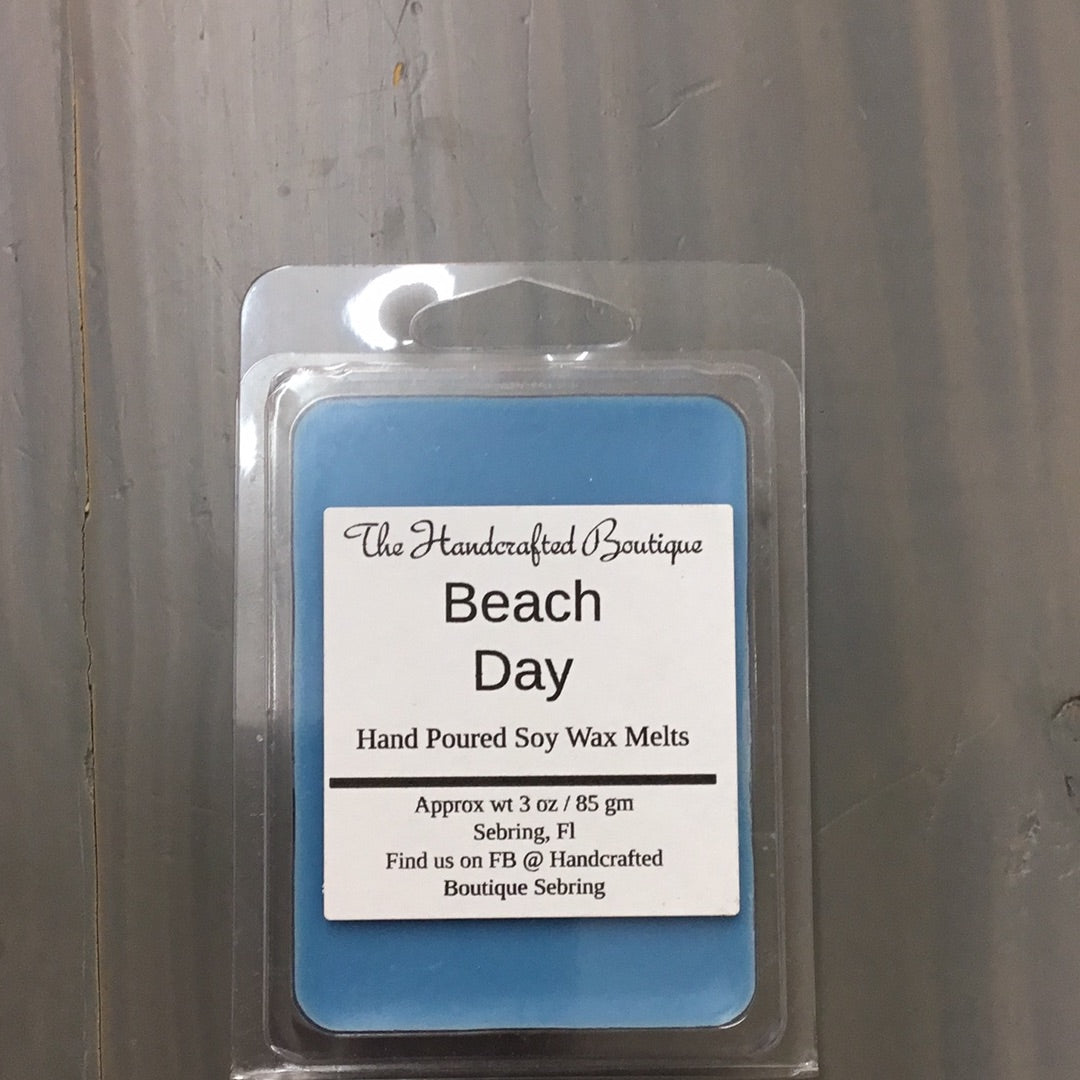 The Handcrafted Boutique
Beach
Day
Hand Poured Soy Wax Melts
Approx wt 3 oz / 85 gm
Sebring, Fl
Find us on FB @ Handcrafted
Boutique Sebring